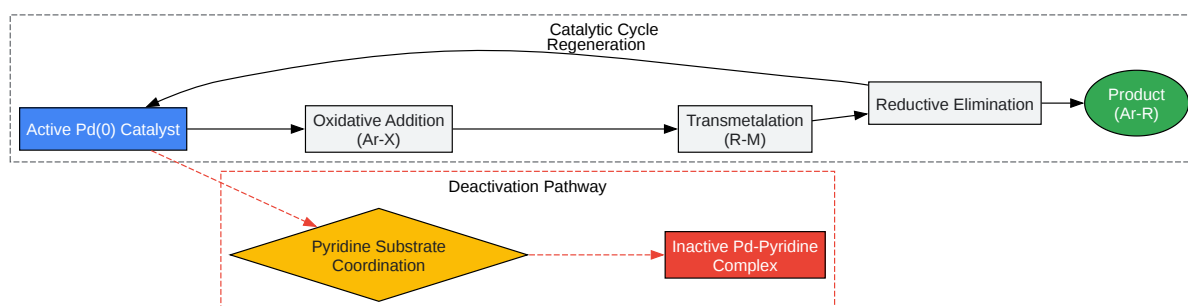 Catalytic Cycle
Regeneration
Active Pd(0) Catalyst
Oxidative Addition
(Ar-X)
Transmetalation
(R-M)
Reductive Elimination
Product
(Ar-R)
Deactivation Pathway
Pyridine Substrate
Coordination
Inactive Pd-Pyridine
Complex